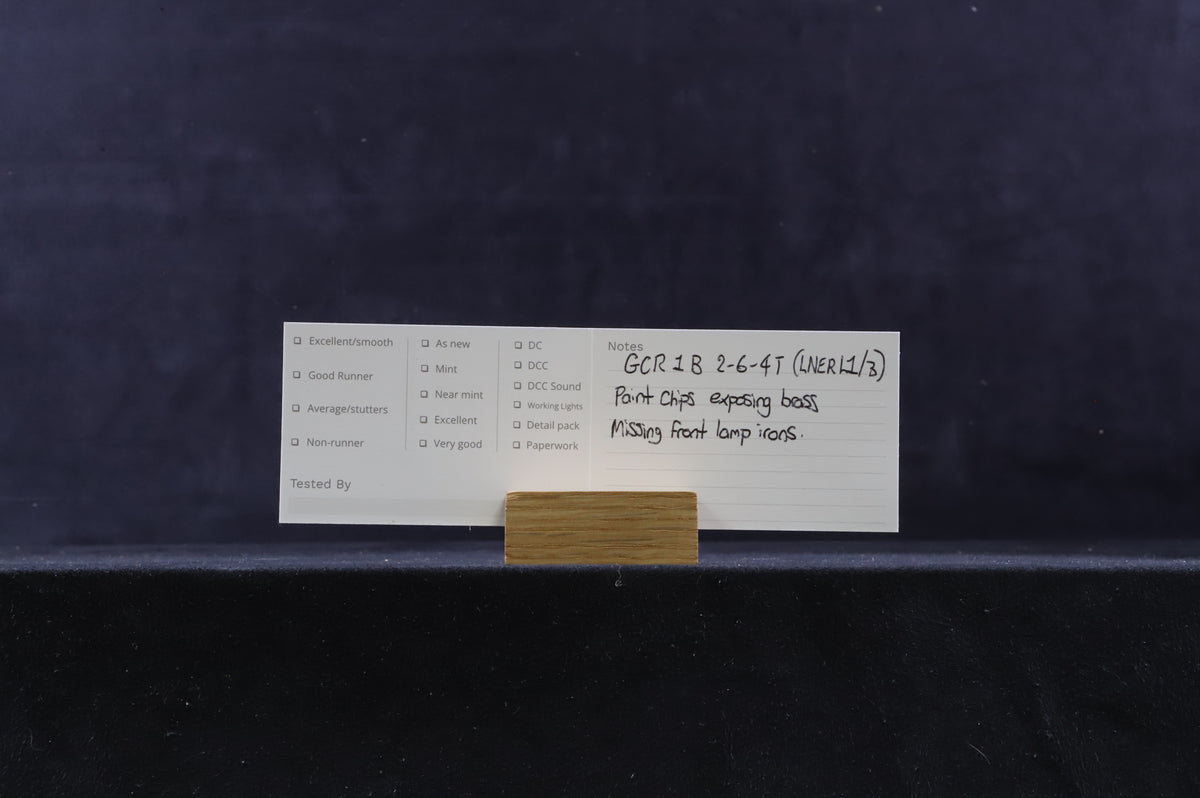 Excellent/smooth
Good Runner
Average/stutters
Non-runner
As new
Mint
Near mint
Excellent
Very good
DC
DCC
DCC Sound
Working Lights
Detail pack
Paperwork
Tested By
Notes
GCR 1B 2-6-4T (LNER L1/3)
Paint Chips exposing brass
Missing front lamp irons.